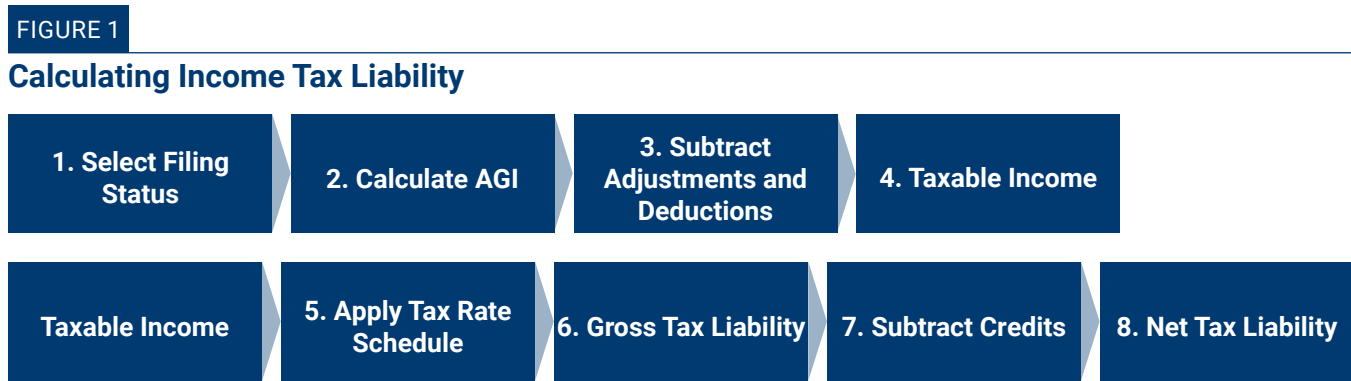 FIGURE 1
Calculating Income Tax Liability
1. Select Filing
Status
2. Calculate AGI
3. Subtract
Adjustments and
Deductions
4. Taxable Income
Taxable Income
5. Apply Tax Rate
Schedule
6. Gross Tax Liability
7. Subtract Credits
8. Net Tax Liability